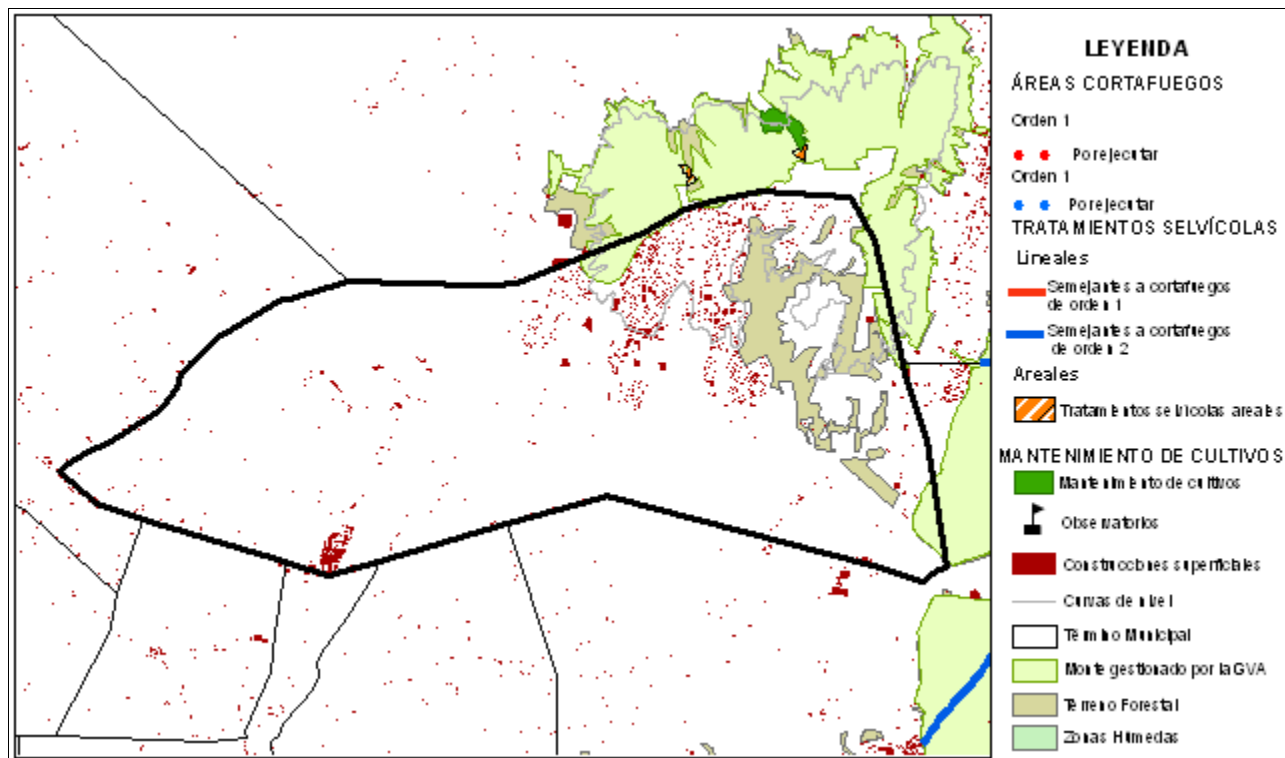 LEYENDA
ÁREAS CORTAFUEGOS
Orden 1
Por ejecutar
Orden 1
Por ejecutar
TRATAMIENTOS SELVÍCOLAS
Lineales
Semejantes a cortafuegos
de orden 1
Semejantes a cortafuegos
de orden 2
Areales
Tratamientos selvícolas areales
MANTENIMIENTO DE CULTIVOS
Mantenimiento de cultivos
Observatorios
Construcciones superficiales
Curvas de nivel
Término Municipal
Monte gestionado por la GVA
Terreno Forestal
Zonas Húmedas